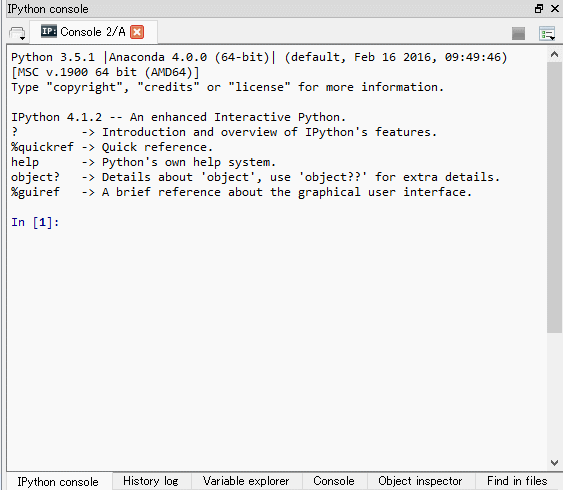 IPython console
IP: Console 2/A
Python 3.5.1 |Anaconda 4.0.0 (64-bit)| (default, Feb 16 2016, 09:49:46)
[MSC v.1900 64 bit (AMD64)]
Type "copyright", "credits" or "license" for more information.
IPython 4.1.2 -- An enhanced Interactive Python.
?         -> Introduction and overview of IPython's features.
%quickref -> Quick reference.
help      -> Python's own help system.
object?   -> Details about 'object', use 'object??' for extra details.
%guiref   -> A brief reference about the graphical user interface.
In [1]:
IPython console History log Variable explorer Console Object inspector Find in files